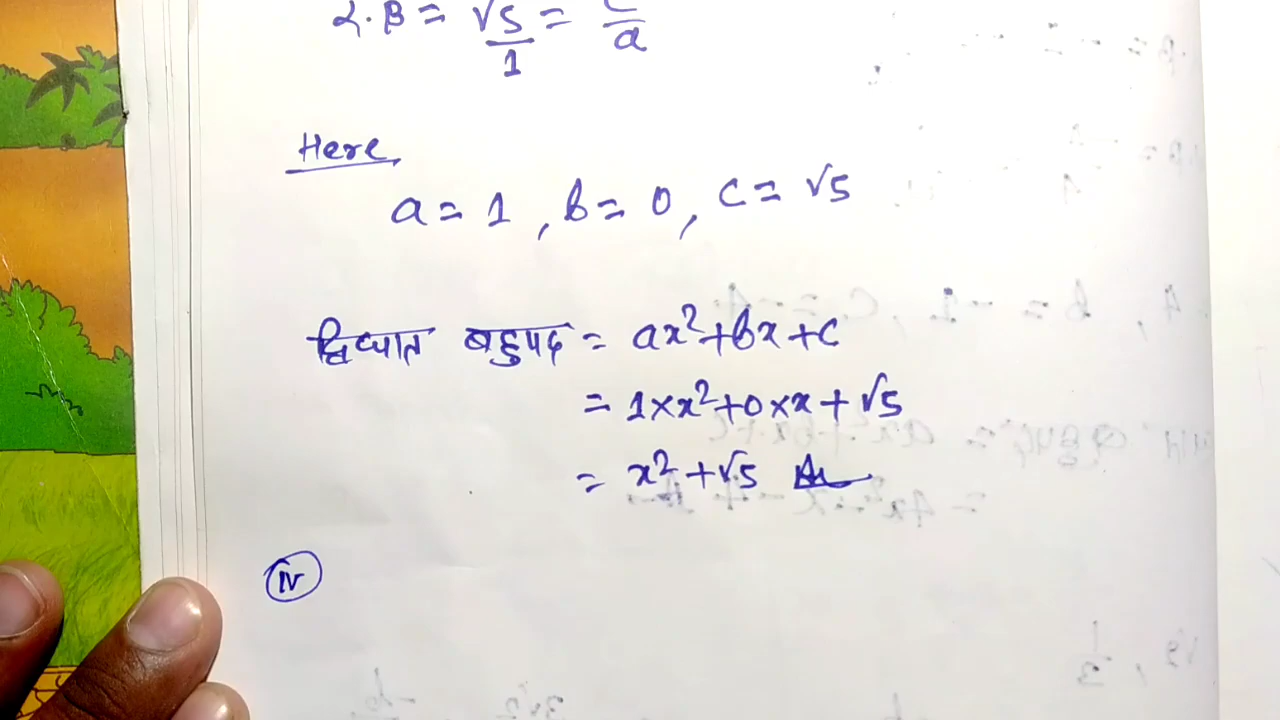 α.β = √5/1 = c/a
Here,
a = 1 , b = 0 , c = √5
द्विघात बहुपद = ax²+bx+c
= 1×x²+0×x+√5
= x²+√5 Ans
(iv)